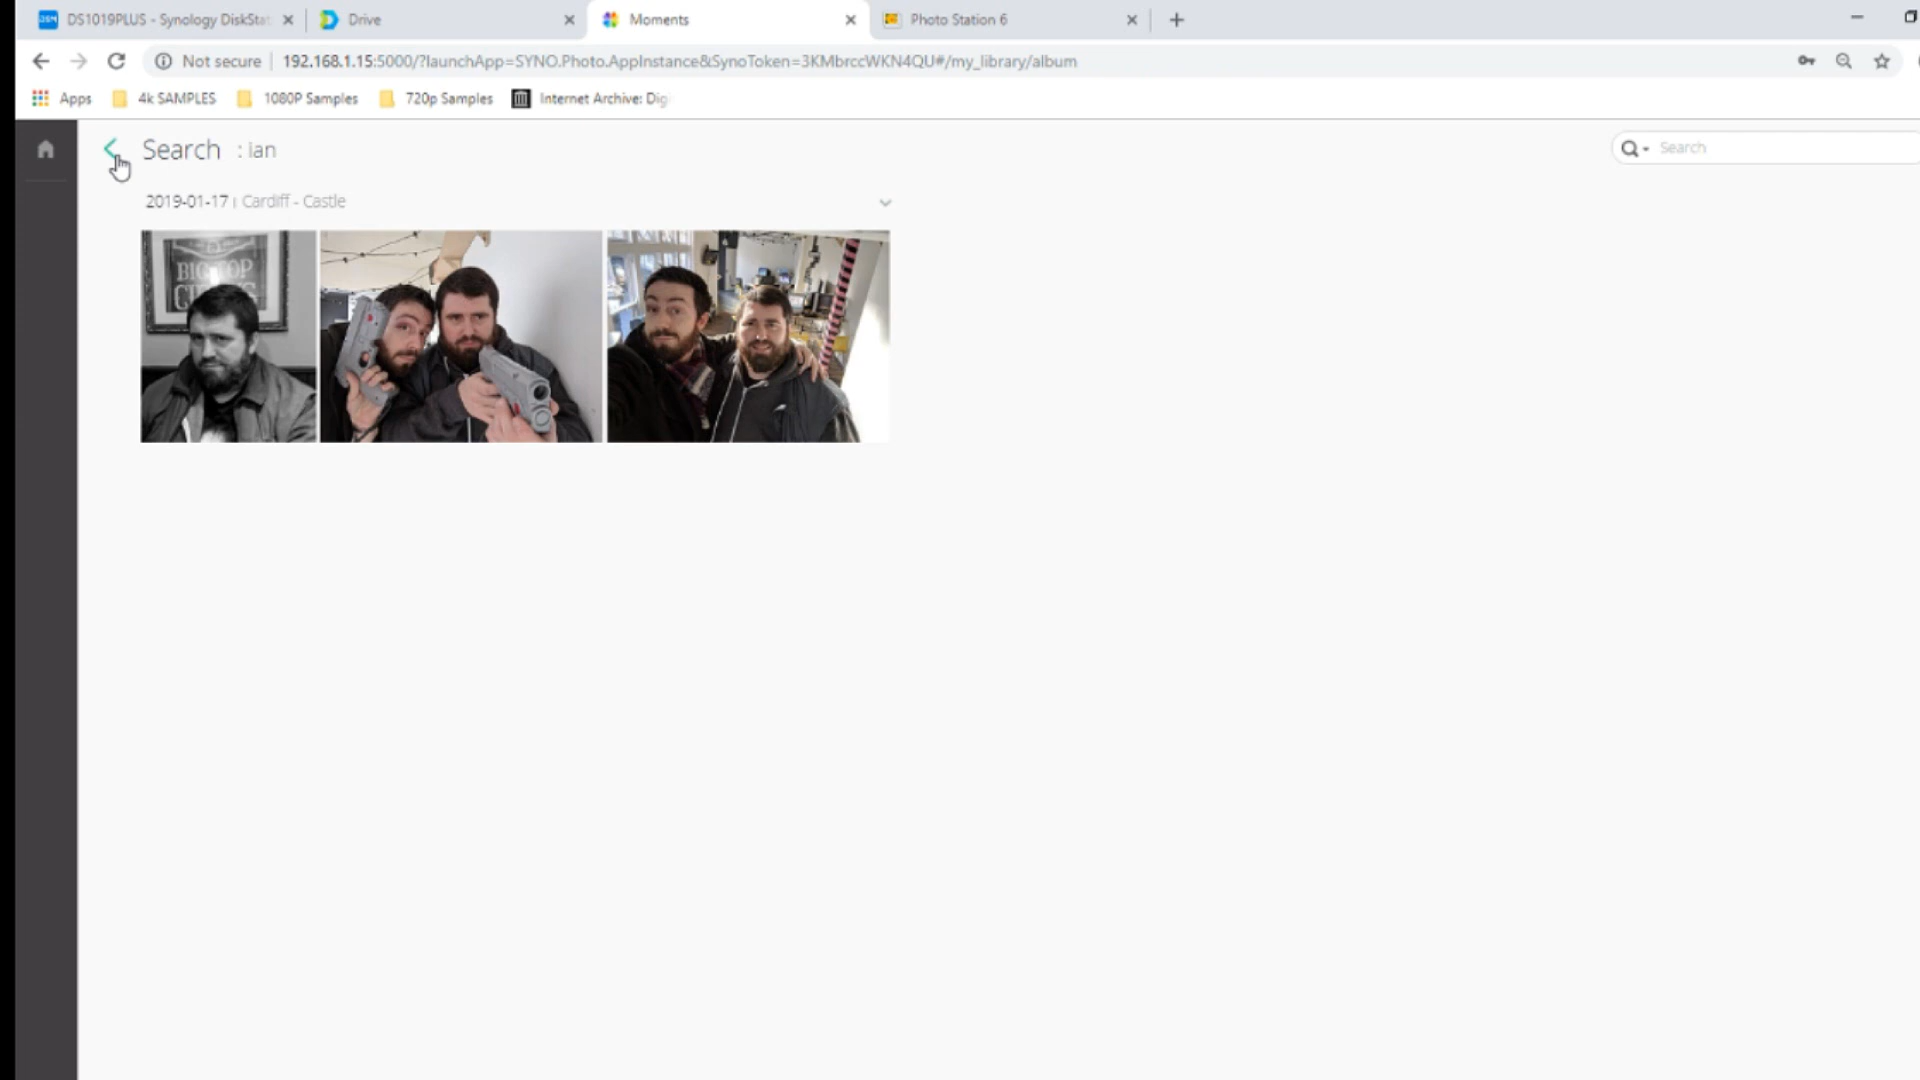 DS1019PLUS - Synology DiskStat
Drive
Moments
Photo Station 6
Not secure
192.168.1.15:5000/?launchApp=SYNO.Photo.AppInstance&SynoToken=3KMbrccWKN4QU#/my_library/album
Apps
4k SAMPLES
1080P Samples
720p Samples
Internet Archive: Dig
Search : ian
Search
2019-01-17 | Cardiff - Castle
BIG TOP